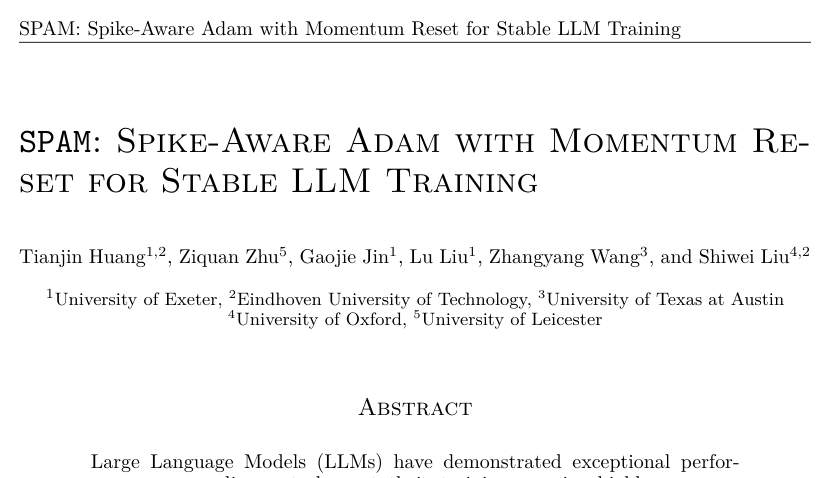 SPAM: Spike-Aware Adam with Momentum Reset for Stable LLM Training
SPAM: Spike-Aware Adam with Momentum Re-
set for Stable LLM Training
Tianjin Huang1,2, Ziquan Zhu5, Gaojie Jin1, Lu Liu1, Zhangyang Wang3, and Shiwei Liu4,2
1University of Exeter, 2Eindhoven University of Technology, 3University of Texas at Austin
4University of Oxford, 5University of Leicester
Abstract
Large Language Models (LLMs) have demonstrated exceptional perfor-